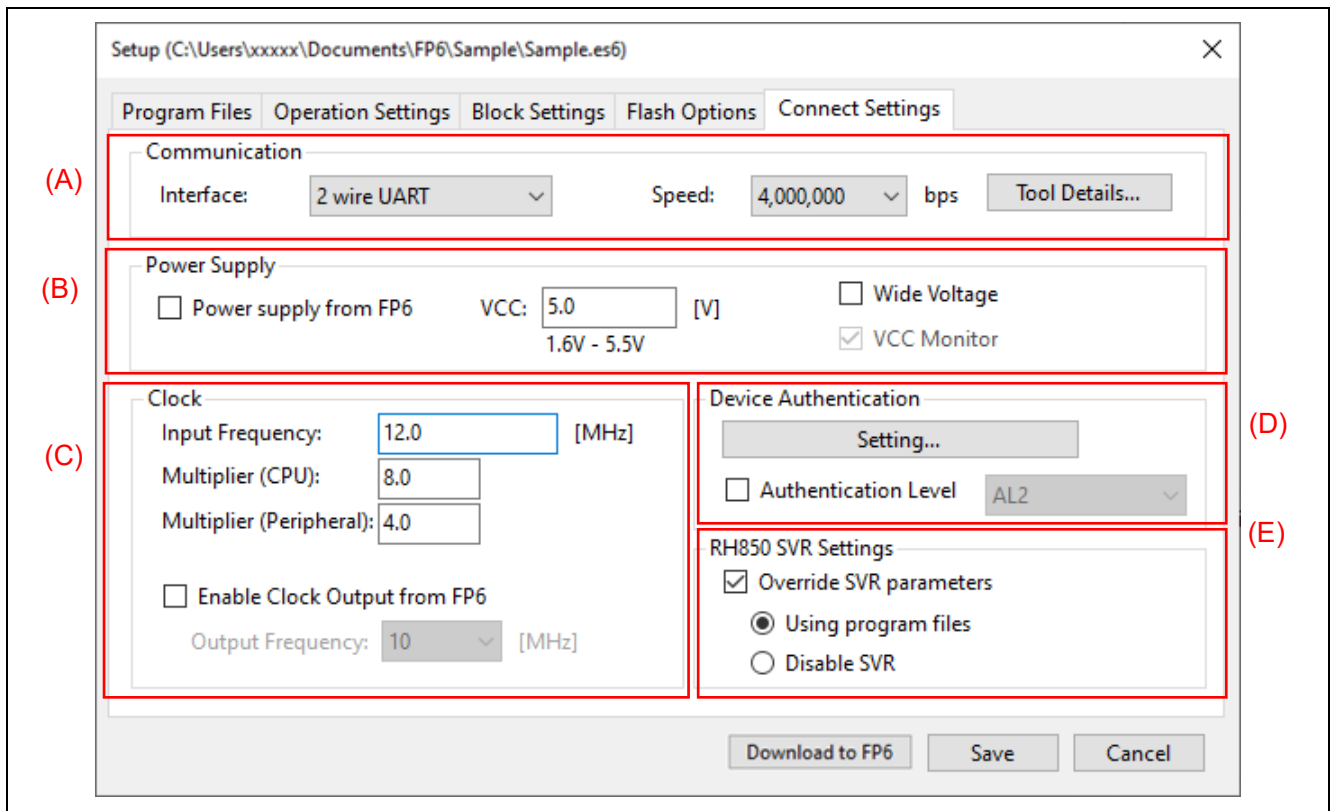 Setup (C:\Users\xxxxx\Documents\FP6\Sample\Sample.es6)
Program Files Operation Settings Block Settings Flash Options Connect Settings
(A)
Communication
Interface: 2 wire UART Speed: 4,000,000 bps Tool Details...
(B)
Power Supply
Power supply from FP6 VCC: 5.0 [V] Wide Voltage
1.6V - 5.5V VCC Monitor
(C)
Clock
Input Frequency: 12.0 [MHz]
Multiplier (CPU): 8.0
Multiplier (Peripheral): 4.0
Enable Clock Output from FP6
Output Frequency: 10 [MHz]
(D)
Device Authentication
Setting...
Authentication Level AL2
(E)
RH850 SVR Settings
Override SVR parameters
Using program files
Disable SVR
Download to FP6 Save Cancel